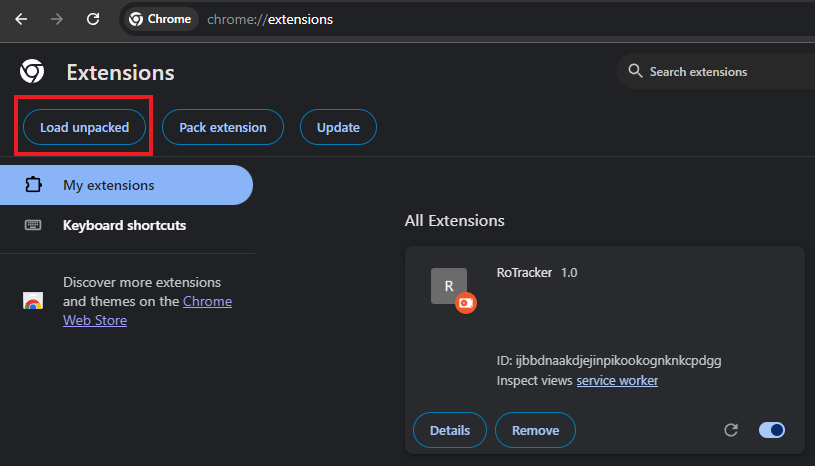 Chrome chrome://extensions
Extensions
Search extensions
Load unpacked
Pack extension
Update
My extensions
Keyboard shortcuts
Discover more extensions
and themes on the Chrome
Web Store
All Extensions
R
RoTracker 1.0
ID: ijbbdnaakdjejinpikookognknkcpdgg
Inspect views service worker
Details
Remove